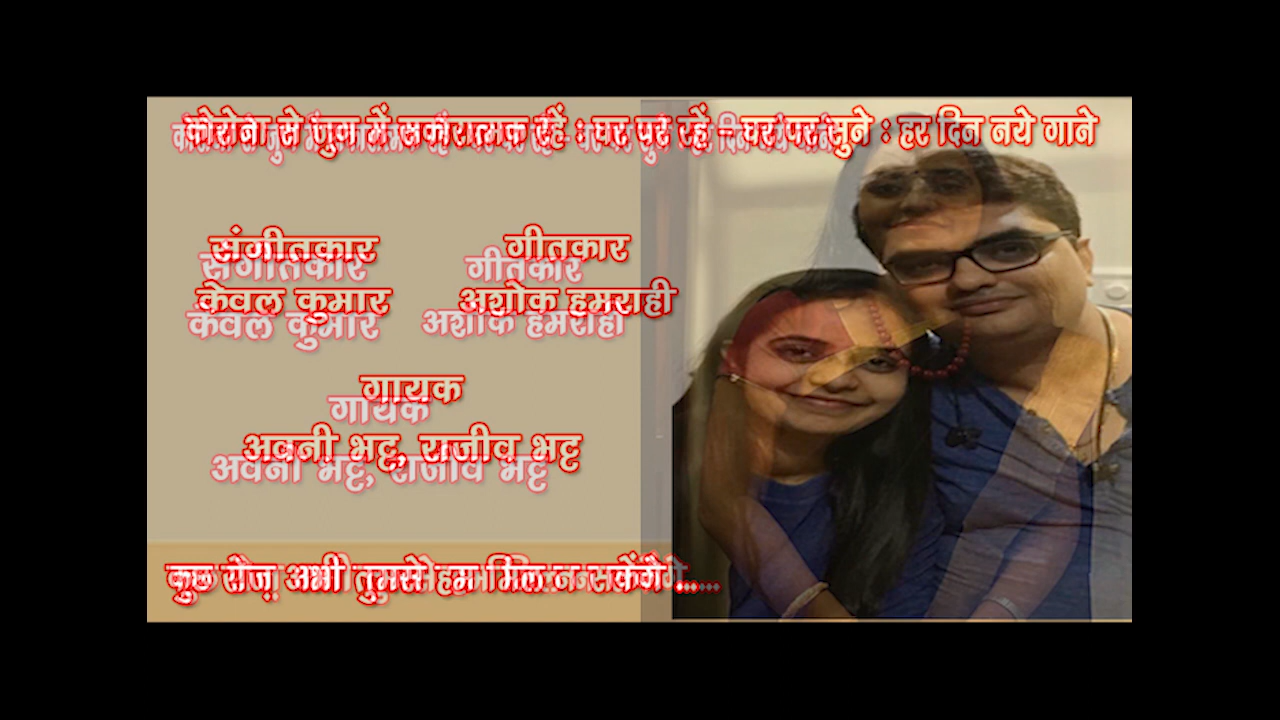 कोरोना से जुग में सकारात्मक रहें : घर पर रहें - घर पर सुने : हर दिन नये गाने
संगीतकार
केवल कुमार
गीतकार
अशोक हमराही
गायक
अवनी भट्ट, राजीव भट्ट
कुछ रोज़ अभी तुमसे हम मिल न सकेंगे.....